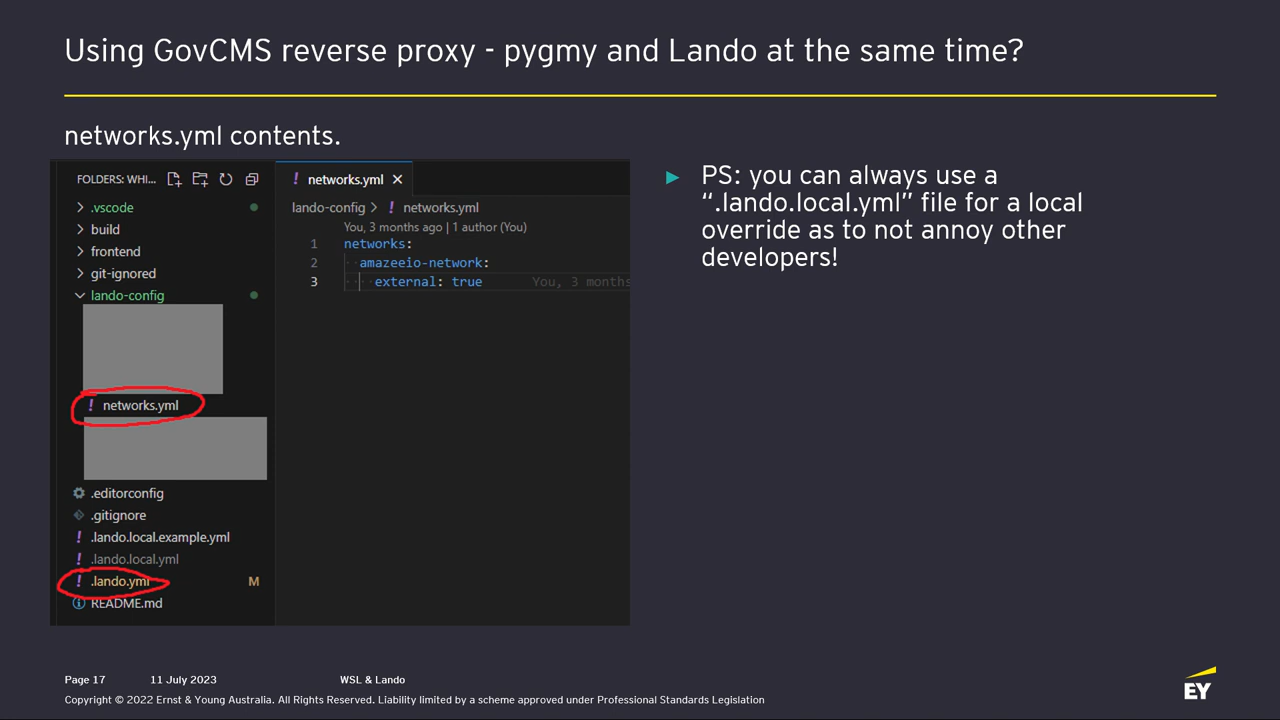 Using GovCMS reverse proxy - pygmy and Lando at the same time?
networks.yml contents.
FOLDERS: WHI...
.vscode
build
frontend
git-ignored
lando-config
networks.yml
.editorconfig
.gitignore
.lando.local.example.yml
.lando.local.yml
.lando.yml M
README.md
networks.yml
lando-config > networks.yml
You, 3 months ago | 1 author (You)
1 networks:
2 amazeeio-network:
3 external: true You, 3 months
PS: you can always use a
“.lando.local.yml” file for a local
override as to not annoy other
developers!
Page 17 11 July 2023 WSL & Lando
Copyright © 2022 Ernst & Young Australia. All Rights Reserved. Liability limited by a scheme approved under Professional Standards Legislation
EY